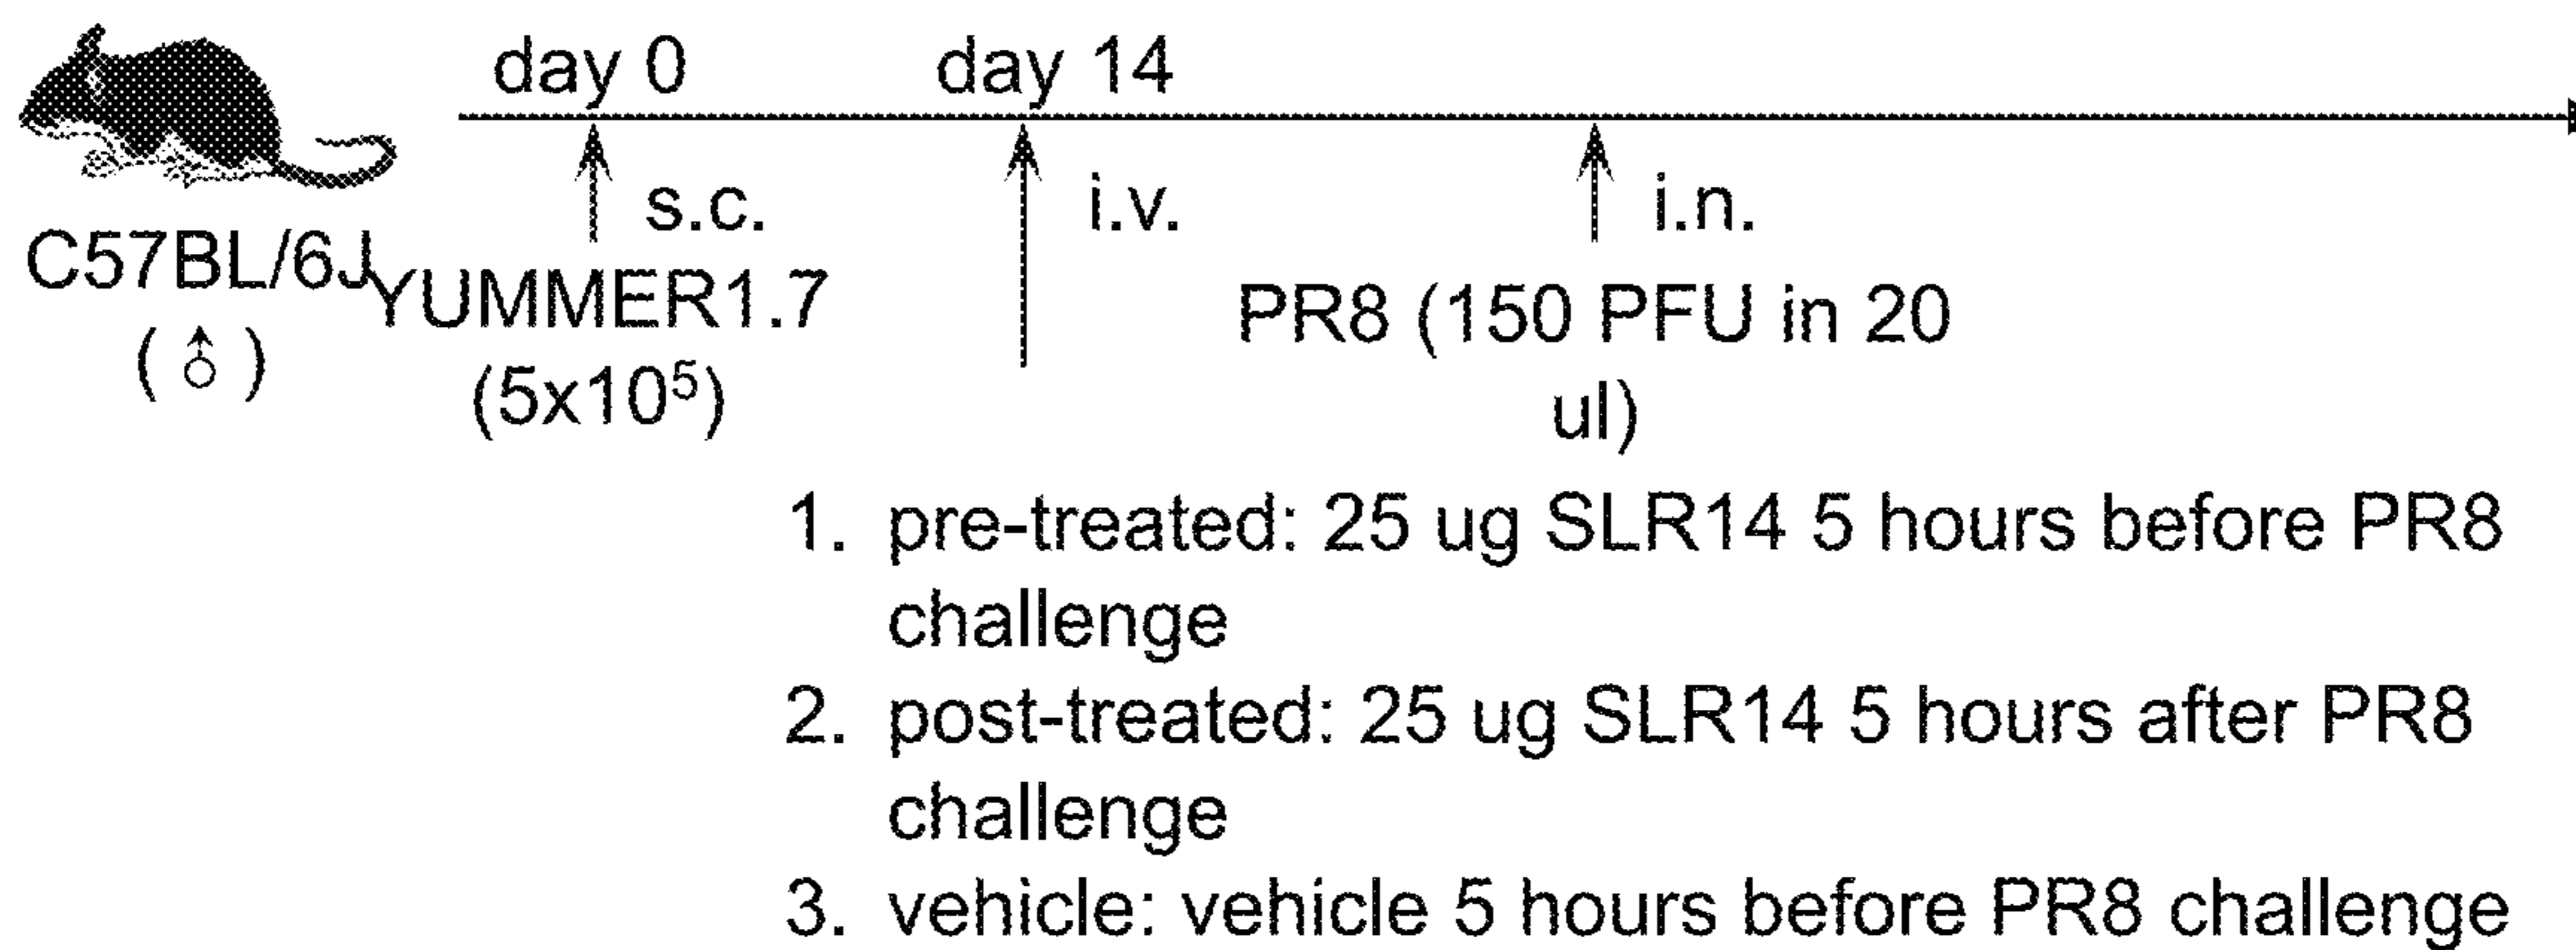 day 0
day 14
s.c.
i.v.
i.n.
C57BL/6J
(♂)
YUMMER1.7
(5x10⁵)
PR8 (150 PFU in 20
ul)
1. pre-treated: 25 ug SLR14 5 hours before PR8
challenge
2. post-treated: 25 ug SLR14 5 hours after PR8
challenge
3. vehicle: vehicle 5 hours before PR8 challenge